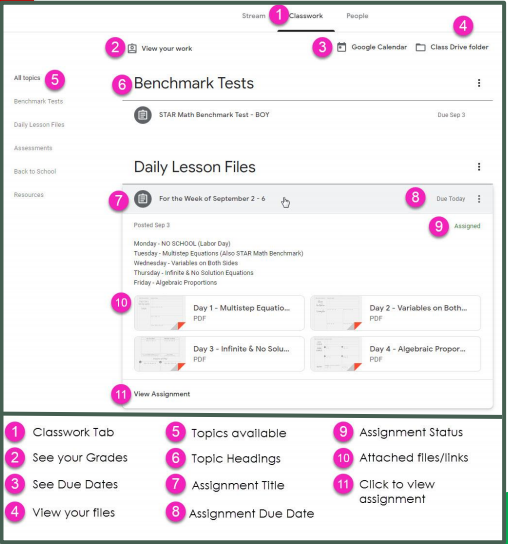 Stream 1 Classwork People
2 View your work 3 Google Calendar 4 Class Drive folder
All topics 5
Benchmark Tests
Daily Lesson Files
Assessments
Back to School
Resources
6 Benchmark Tests
STAR Math Benchmark Test - BOY Due Sep 3
Daily Lesson Files
7 For the Week of September 2 - 6 8 Due Today
Posted Sep 3 9 Assigned
Monday - NO SCHOOL (Labor Day)
Tuesday - Multistep Equations (Also STAR Math Benchmark)
Wednesday - Variables on Both Sides
Thursday - Infinite & No Solution Equations
Friday - Algebraic Proportions
10 Day 1 - Multistep Equatio...
PDF
Day 2 - Variables on Both...
PDF
Day 3 - Infinite & No Solu...
PDF
Day 4 - Algebraic Propor...
PDF
11 View Assignment
1 Classwork Tab
2 See your Grades
3 See Due Dates
4 View your files
5 Topics available
6 Topic Headings
7 Assignment Title
8 Assignment Due Date
9 Assignment Status
10 Attached files/links
11 Click to view
assignment